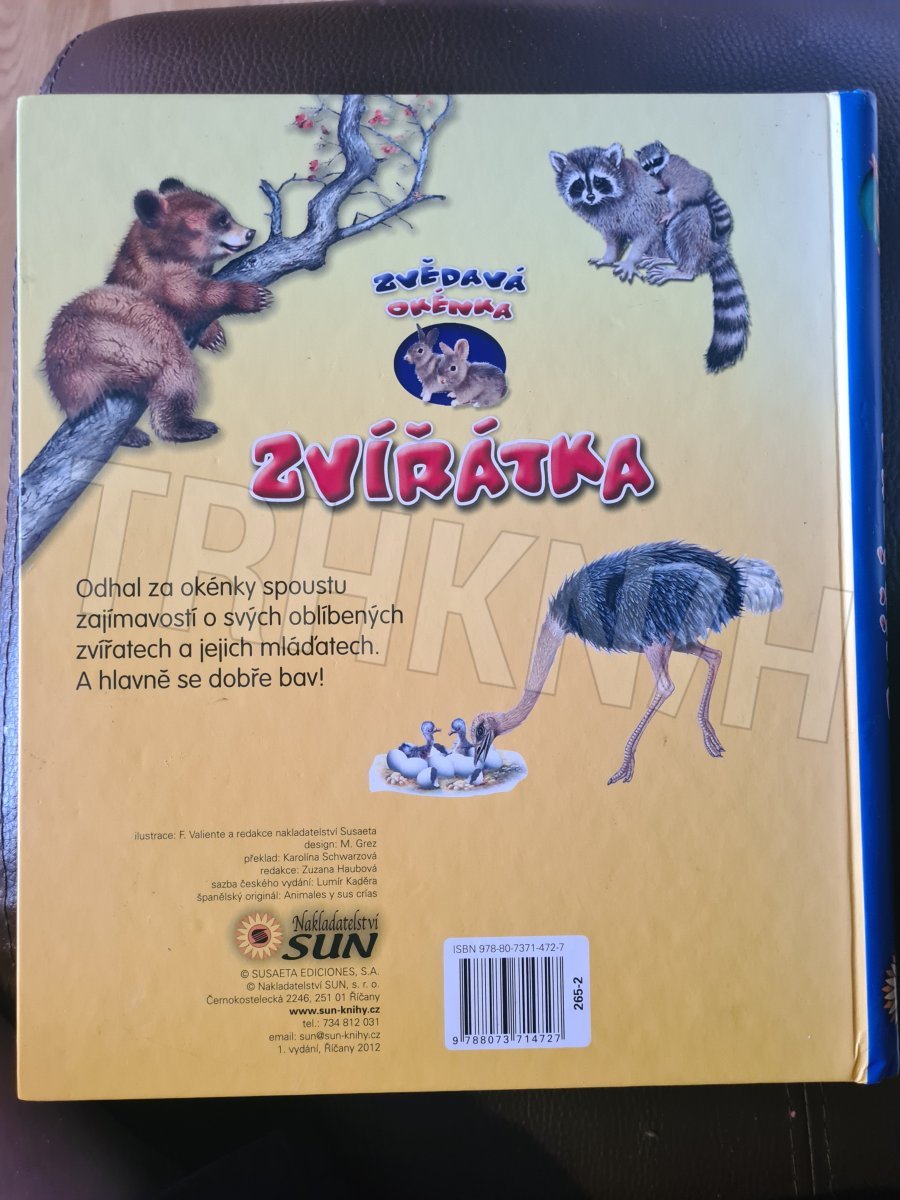 ZVĚDAVÁ
OKÉNKA
ZVÍŘÁTKA
TRHKNIH
Odhal za okénky spoustu
zajímavostí o svých oblíbených
zvířatech a jejich mláďatech.
A hlavně se dobře bav!
ilustrace: F. Valiente a redakce nakladatelství Susaeta
design: M. Grez
překlad: Karolína Schwarzová
redakce: Zuzana Haubová
sazba českého vydání: Lumír Kaděra
španělský originál: Animales y sus crías
Nakladatelství
SUN
© SUSAETA EDICIONES, S.A.
© Nakladatelství SUN, s. r. o.
Černokostelecká 2246, 251 01 Říčany
www.sun-knihy.cz
tel.: 734 812 031
email: sun@sun-knihy.cz
1. vydání, Říčany 2012
ISBN 978-80-7371-472-7
265-2
9 788073 714727